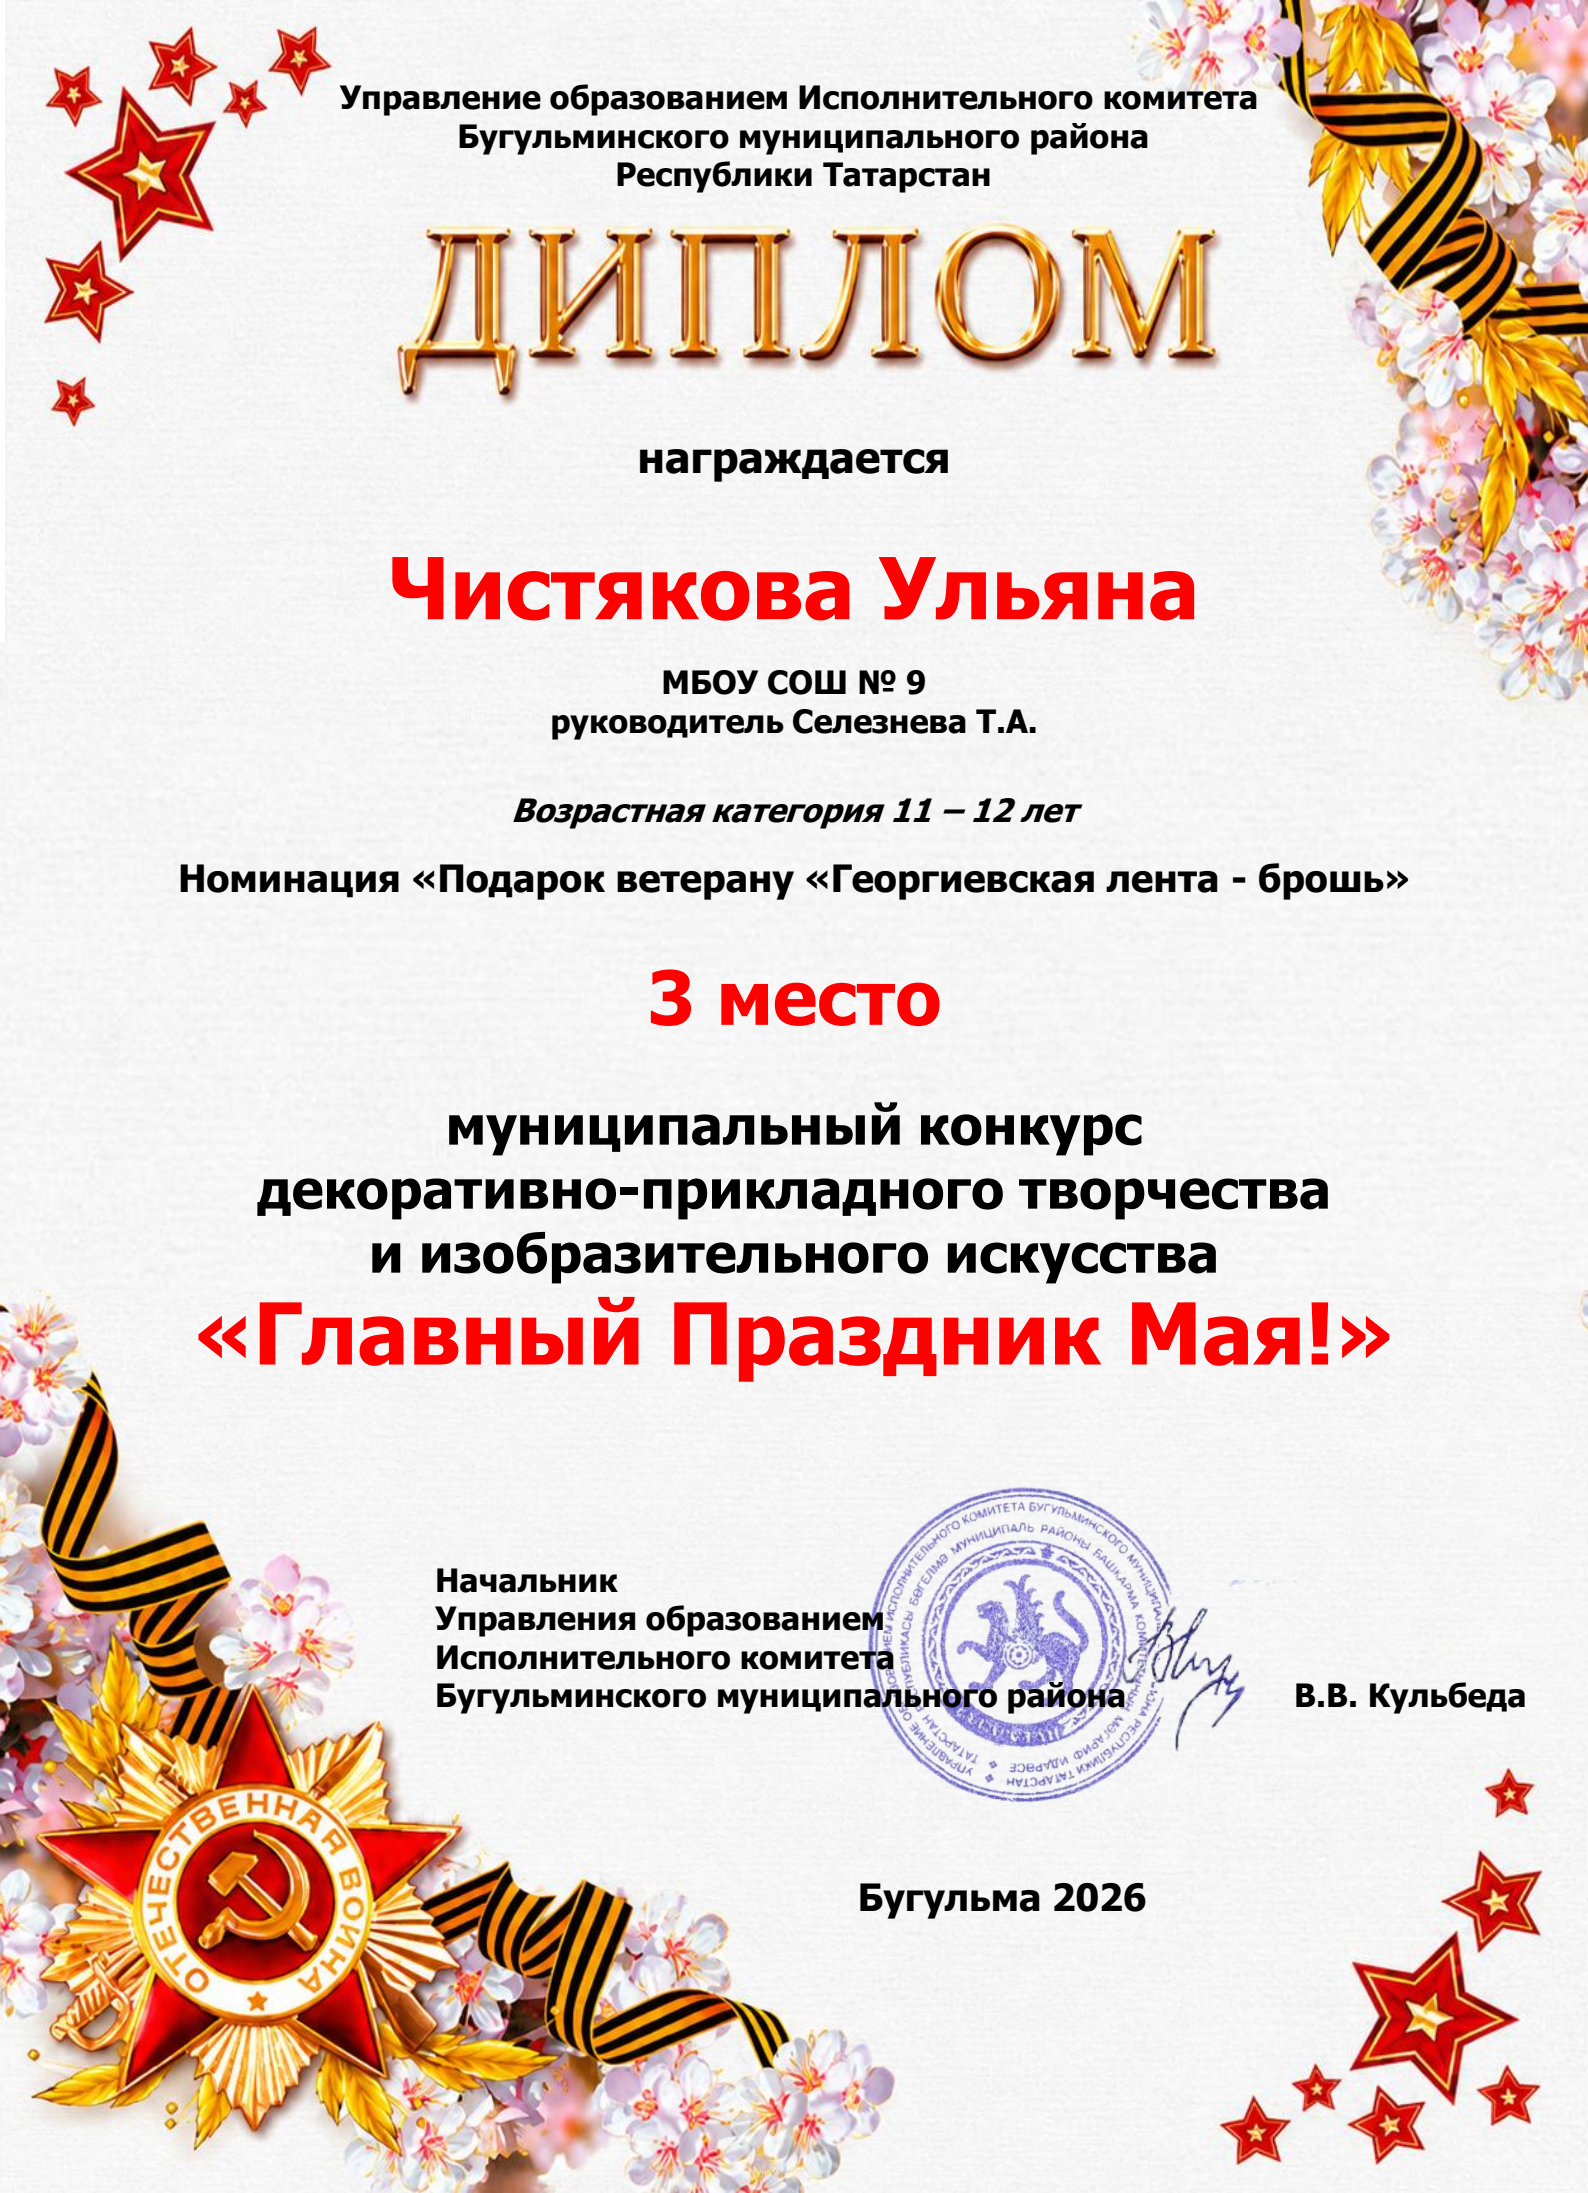 Управление образованием Исполнительного комитета
Бугульминского муниципального района
Республики Татарстан
ДИПЛОМ
награждается
Чистякова Ульяна
МБОУ СОШ № 9
руководитель Селезнева Т.А.
Возрастная категория 11 – 12 лет
Номинация «Подарок ветерану «Георгиевская лента - брошь»
3 место
муниципальный конкурс
декоративно-прикладного творчества
и изобразительного искусства
«Главный Праздник Мая!»
Начальник
Управления образованием
Исполнительного комитета
Бугульминского муниципального района
В.В. Кульбеда
ОТЕЧЕСТВЕННАЯ ВОЙНА
Бугульма 2026